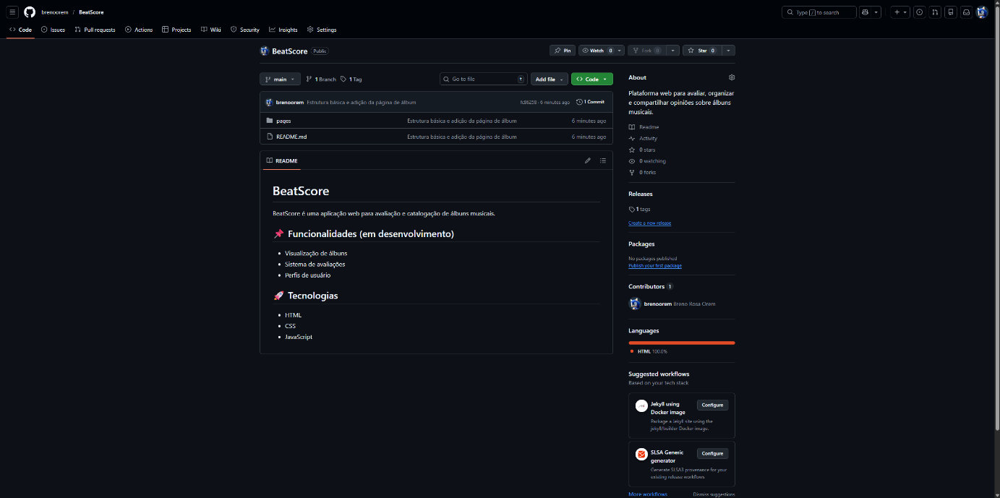 brenoorem / BeatScore
Type / to search
Code Issues Pull requests Actions Projects Wiki Security Insights Settings
BeatScore Public
Pin Watch 0 Fork 0 Star 0
main 1 Branch 1 Tag Go to file t Add file Code
brenoorem Estrutura básica e adição da página de álbum fc86258 · 6 minutes ago 1 Commit
pages Estrutura básica e adição da página de álbum 6 minutes ago
README.md Estrutura básica e adição da página de álbum 6 minutes ago
README
BeatScore
BeatScore é uma aplicação web para avaliação e catalogação de álbuns musicais.
📌 Funcionalidades (em desenvolvimento)
• Visualização de álbuns
• Sistema de avaliações
• Perfis de usuário
🚀 Tecnologias
• HTML
• CSS
• JavaScript
About
Plataforma web para avaliar, organizar
e compartilhar opiniões sobre álbuns
musicais.
Readme
Activity
0 stars
0 watching
0 forks
Releases
1 tags
Create a new release
Packages
No packages published
Publish your first package
Contributors 1
brenoorem Breno Rosa Orem
Languages
HTML 100.0%
Suggested workflows
Based on your tech stack
Jekyll using
Docker image
Configure
Package a Jekyll site using the
jekyll/builder Docker image.
SLSA Generic
generator
Configure
Generate SLSA3 provenance for your
existing release workflows
More workflows Dismiss suggestions